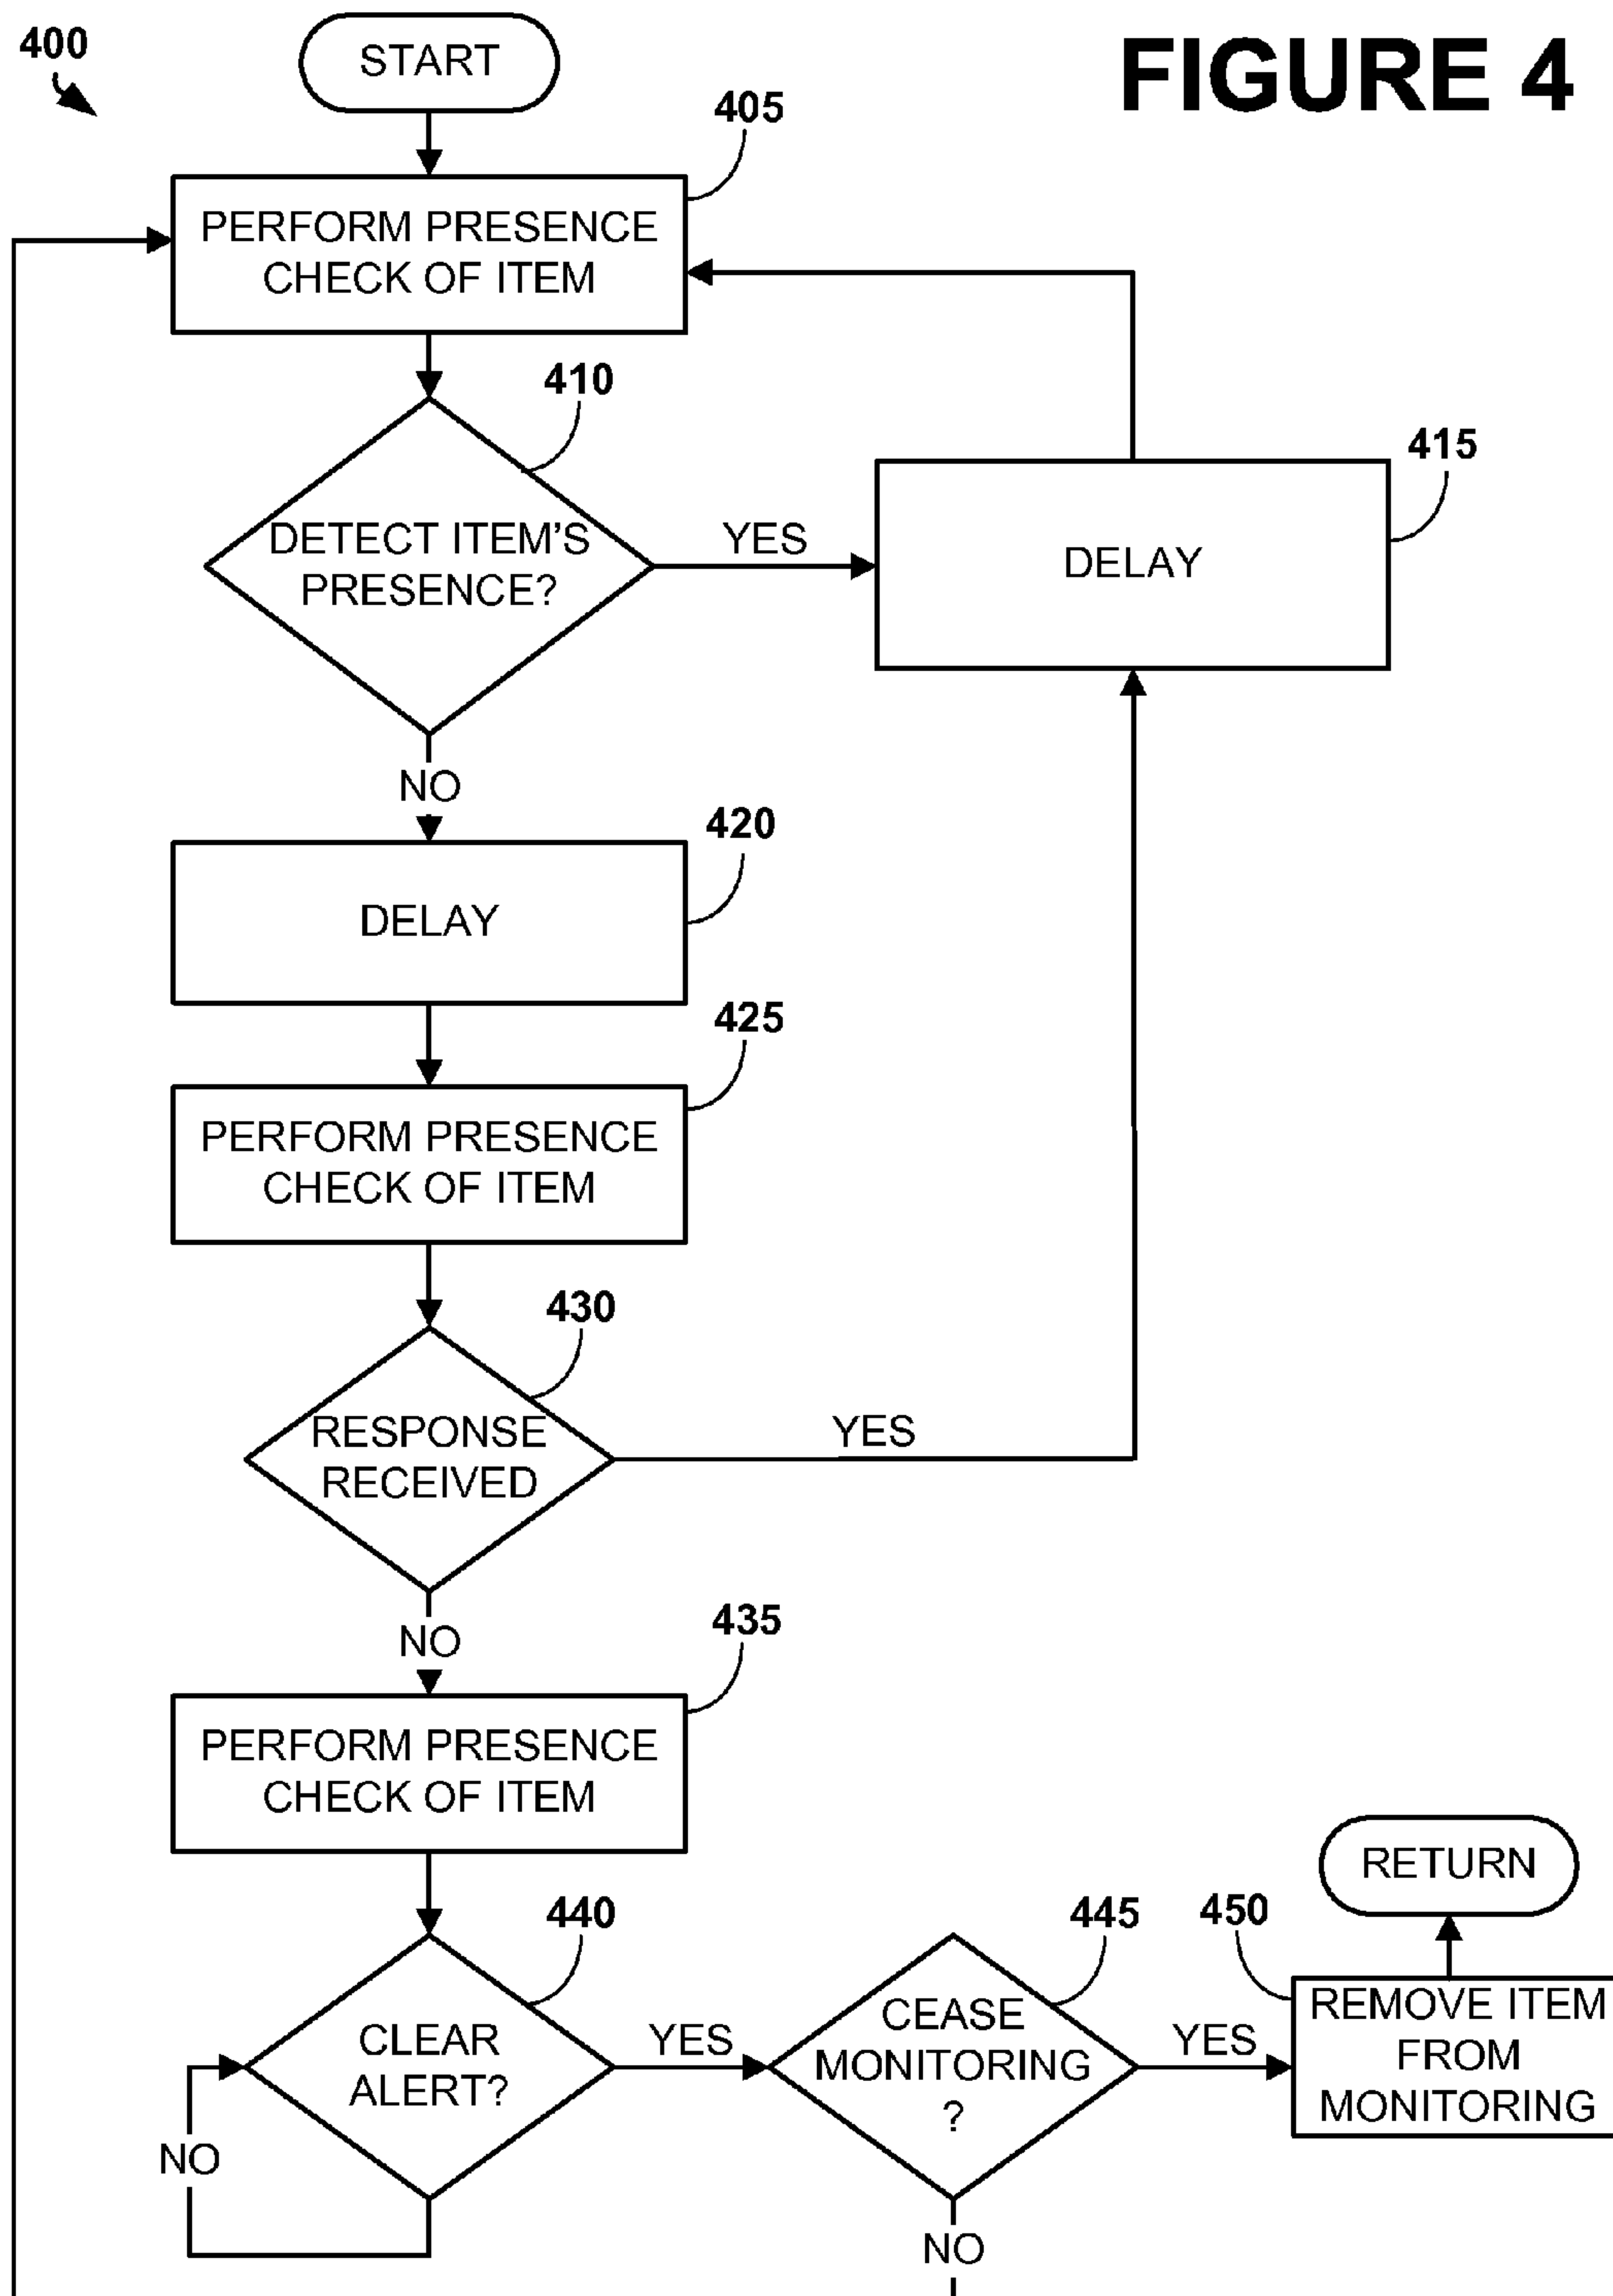 FIGURE 4
400
START
405
PERFORM PRESENCE
CHECK OF ITEM
410
DETECT ITEM'S
PRESENCE?
YES
415
DELAY
NO
420
DELAY
425
PERFORM PRESENCE
CHECK OF ITEM
430
RESPONSE
RECEIVED
YES
NO
435
PERFORM PRESENCE
CHECK OF ITEM
440
CLEAR
ALERT?
YES
NO
445
CEASE
MONITORING
?
YES
NO
450
REMOVE ITEM
FROM
MONITORING
RETURN